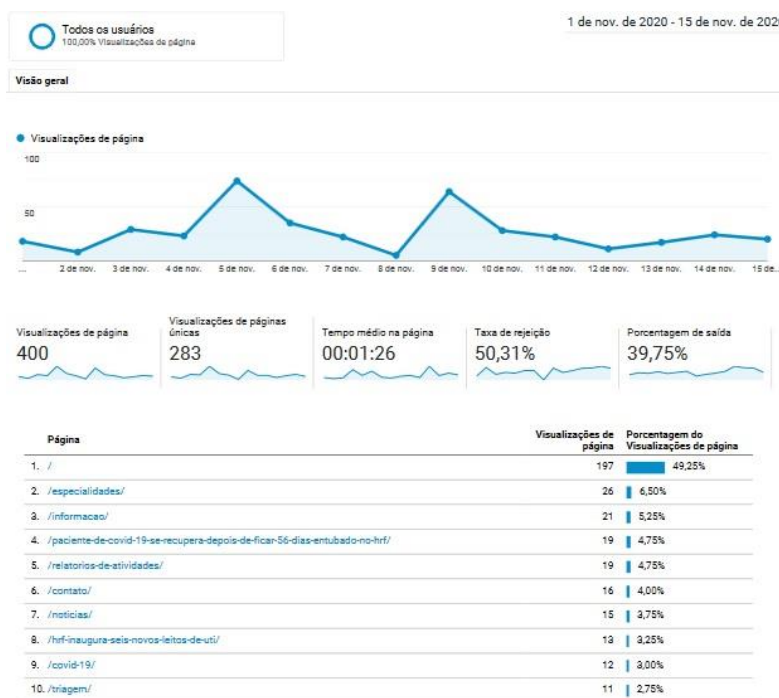 Todos os usuários
100,00% Visualizações de página
1 de nov. de 2020 - 15 de nov. de 202
Visão geral
Visualizações de página
100
50
... 2 de nov. 3 de nov. 4 de nov. 5 de nov. 6 de nov. 7 de nov. 8 de nov. 9 de nov. 10 de nov. 11 de nov. 12 de nov. 13 de nov. 14 de nov. 15 de...
Visualizações de página
400
Visualizações de páginas
únicas
283
Tempo médio na página
00:01:26
Taxa de rejeição
50,31%
Porcentagem de saída
39,75%
Página Visualizações de página Porcentagem do Visualizações de página
1. / 197 49,25%
2. /especialidades/ 26 6,50%
3. /informacao/ 21 5,25%
4. /paciente-de-covid-19-se-recupera-depois-de-ficar-56-dias-entubado-no-hrf/ 19 4,75%
5. /relatorios-de-atividades/ 19 4,75%
6. /contato/ 16 4,00%
7. /noticias/ 15 3,75%
8. /hrf-inaugura-seis-novos-leitos-de-uti/ 13 3,25%
9. /covid-19/ 12 3,00%
10. /triagem/ 11 2,75%